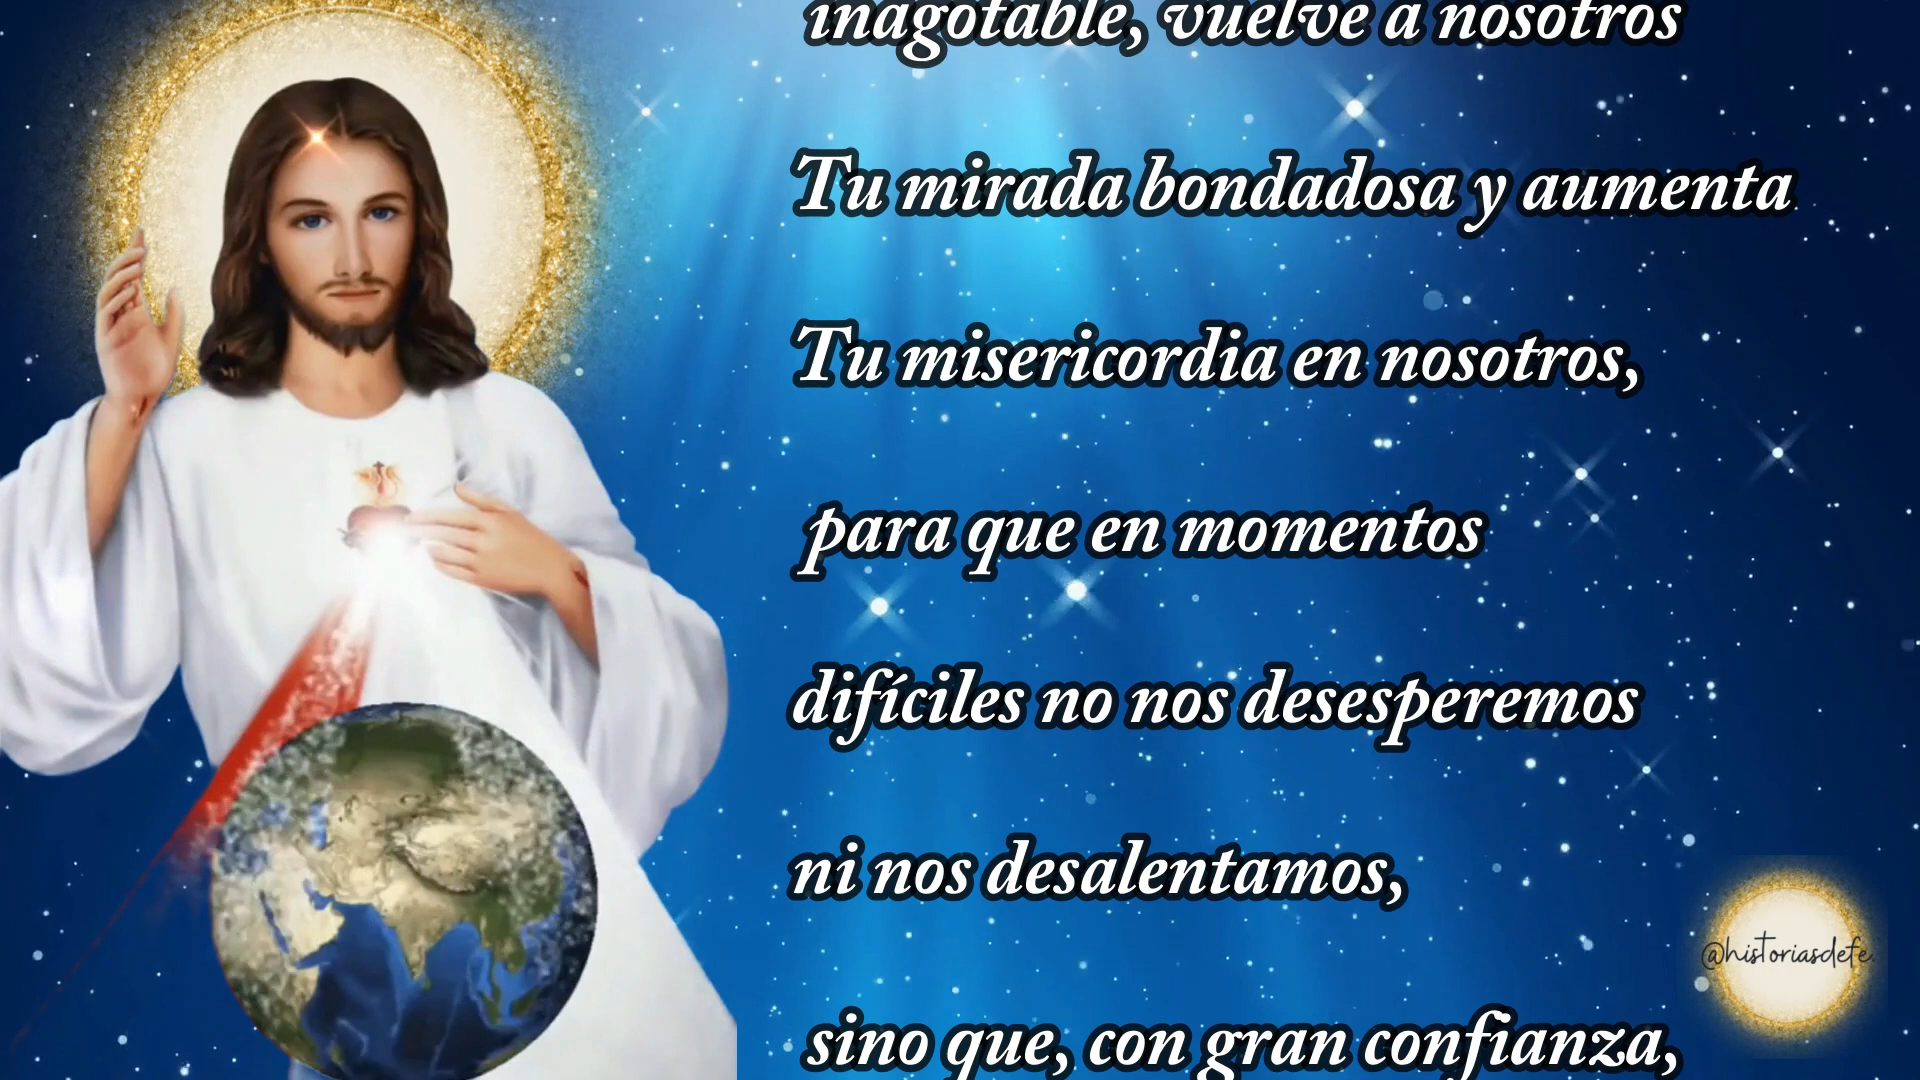 inagotable, vuelve a nosotros
Tu mirada bondadosa y aumenta
Tu misericordia en nosotros,
para que en momentos
difíciles no nos desesperemos
ni nos desalentamos,
sino que, con gran confianza,
@historiasdefe.